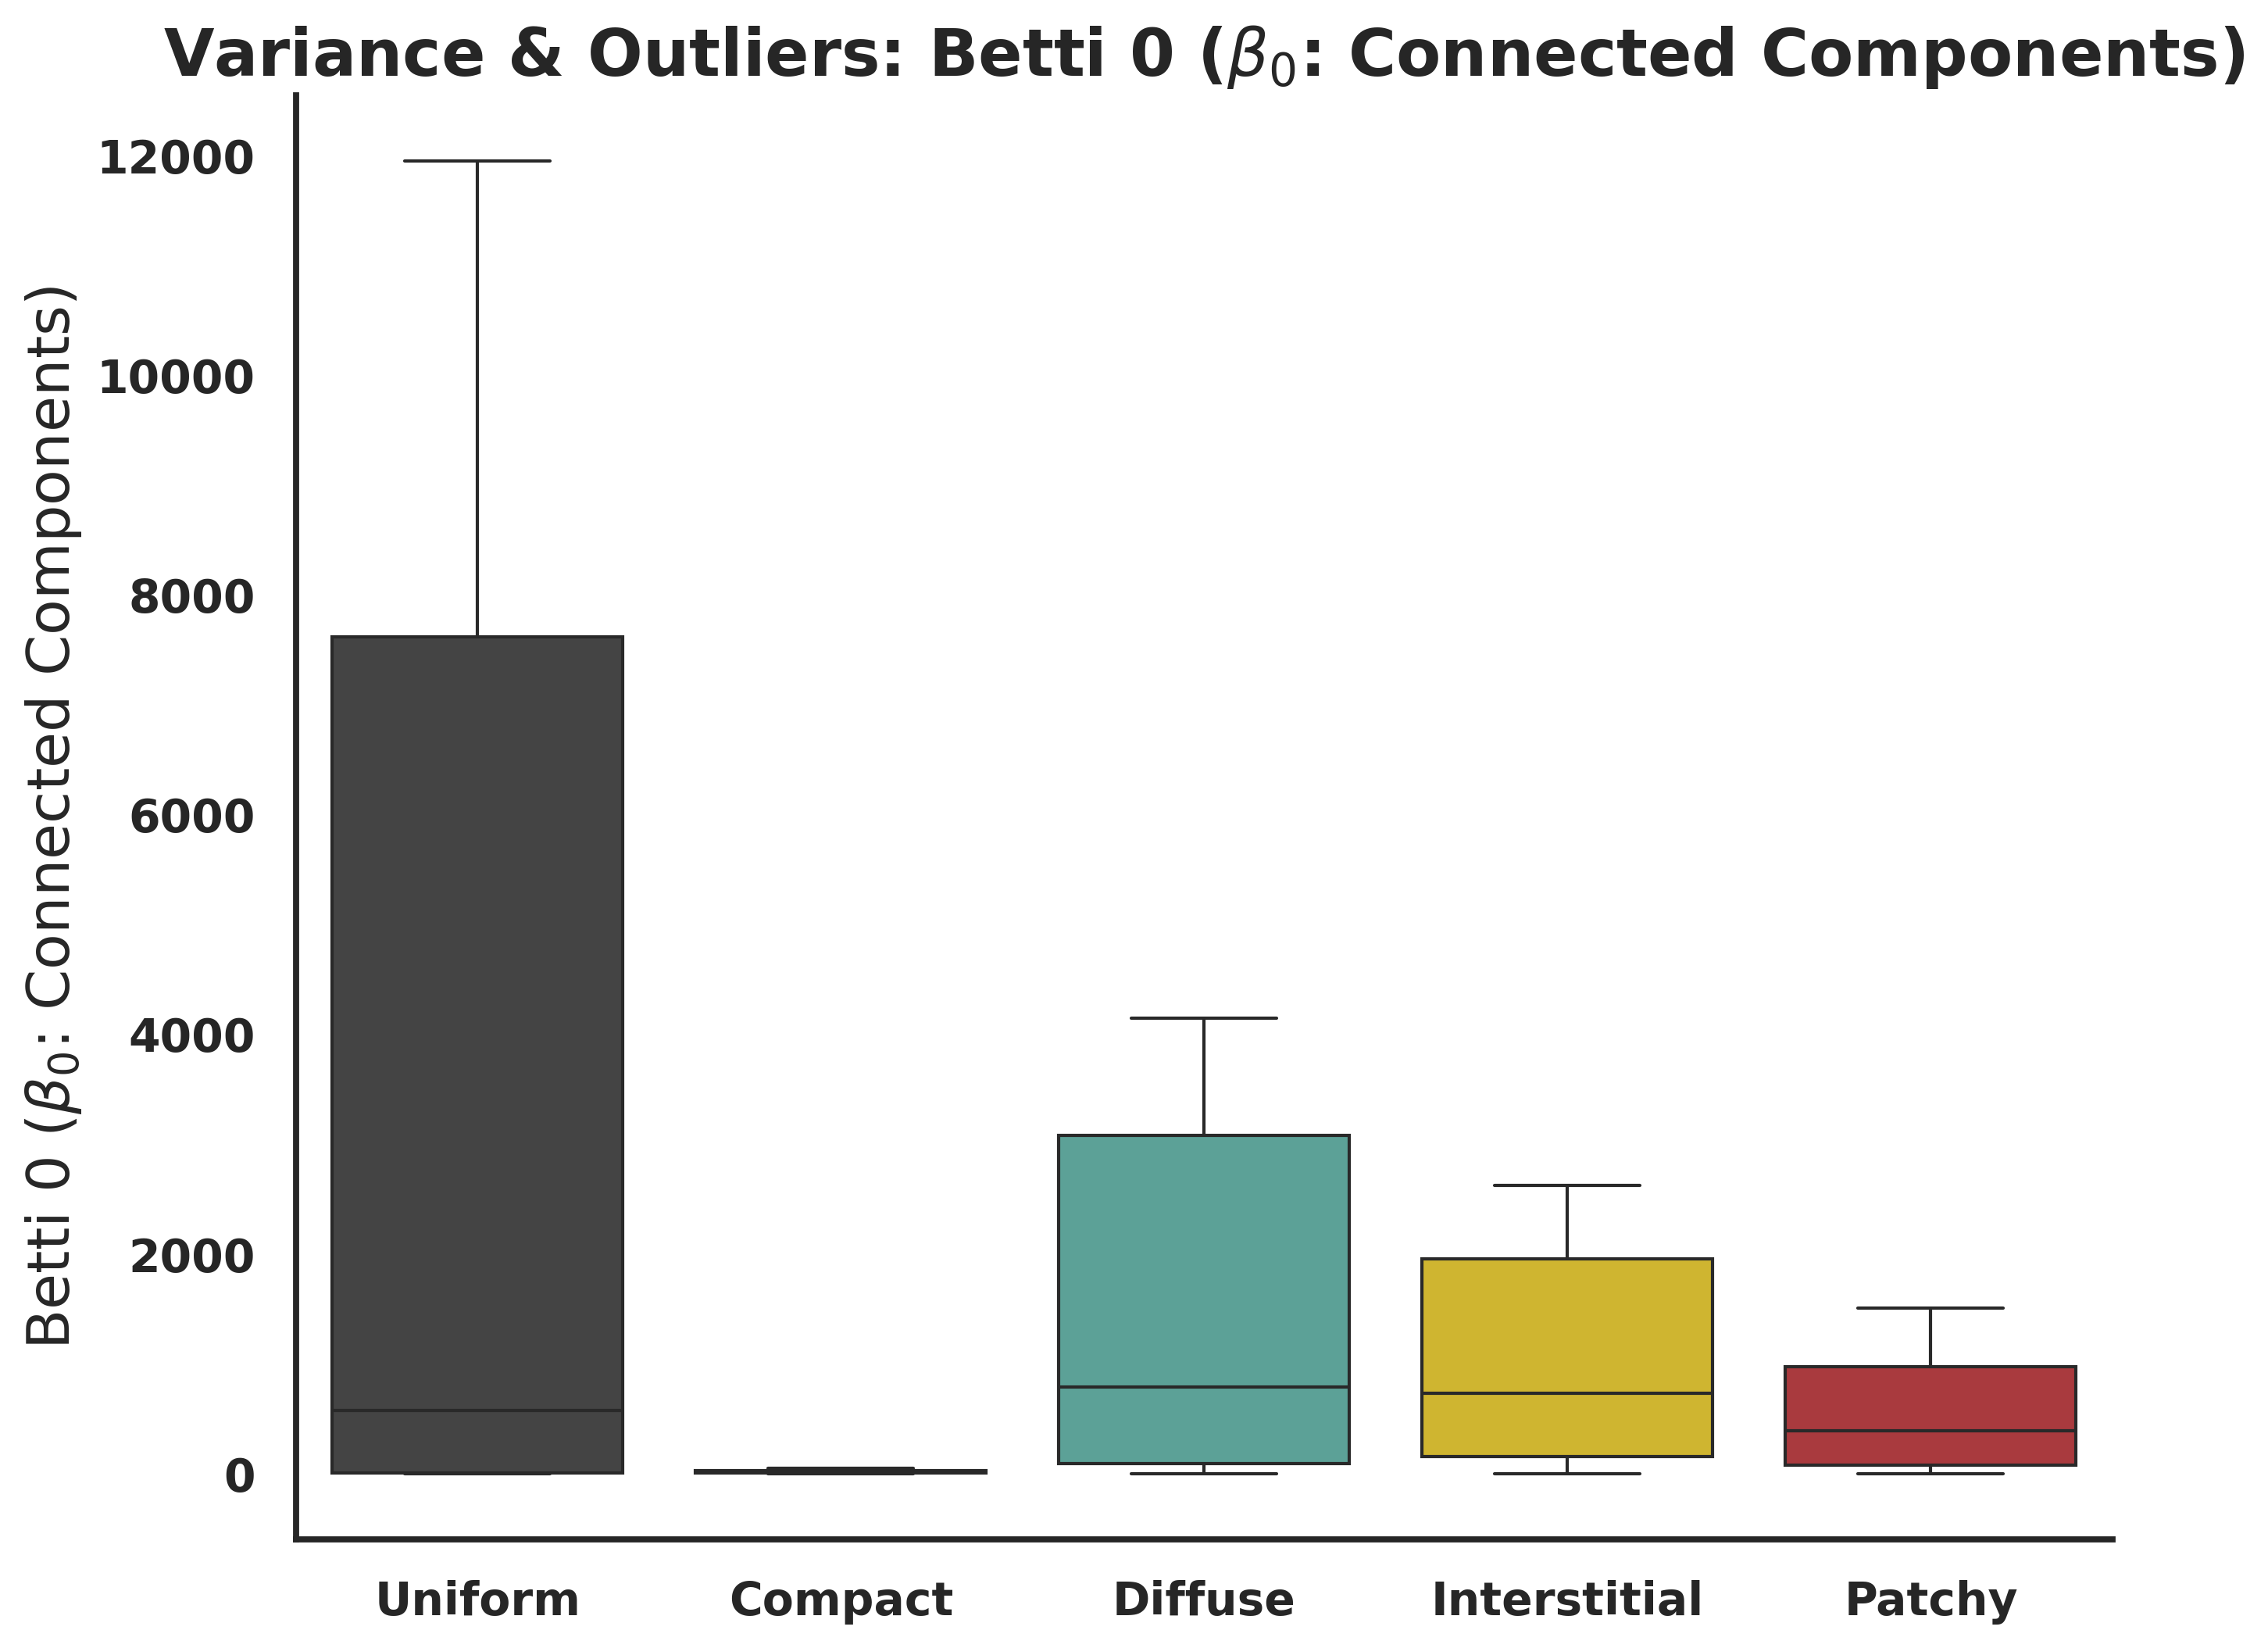 Variance & Outliers: Betti 0 (β₀: Connected Components)
Betti 0 (β₀: Connected Components)
12000
10000
8000
6000
4000
2000
0
Uniform Compact Diffuse Interstitial Patchy